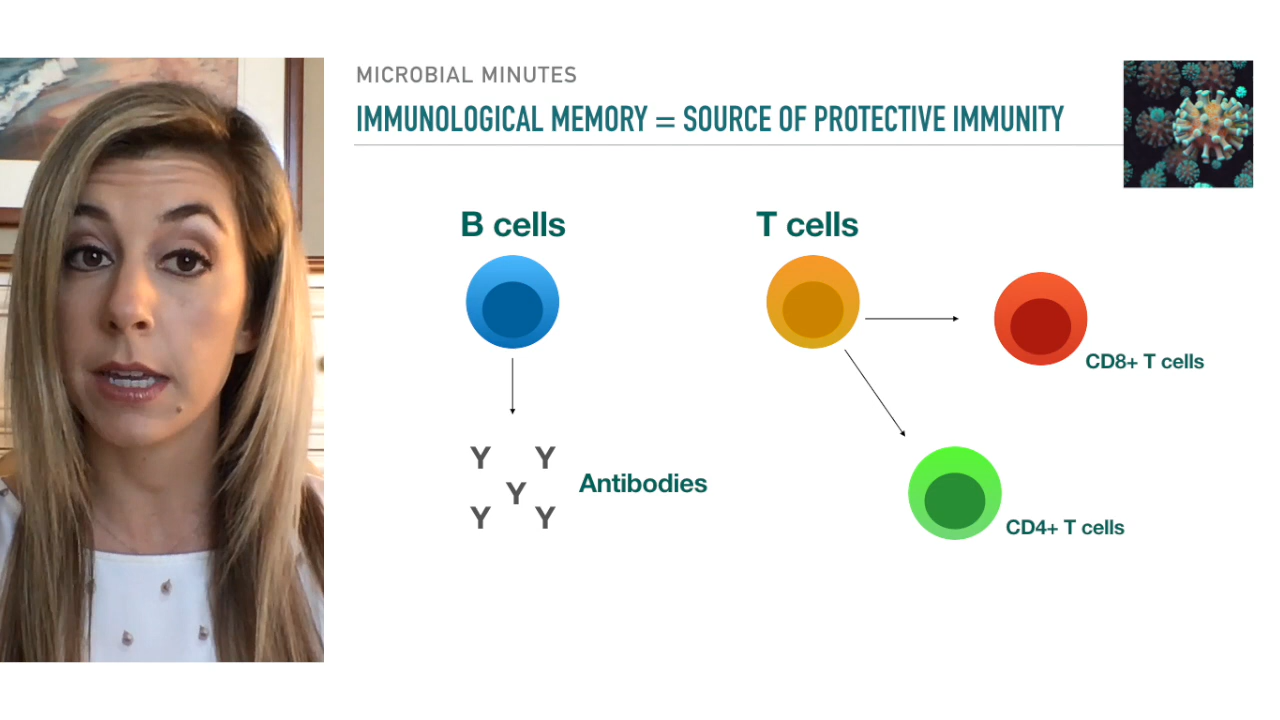 MICROBIAL MINUTES
IMMUNOLOGICAL MEMORY = SOURCE OF PROTECTIVE IMMUNITY
B cells
T cells
CD8+ T cells
Y Y
Y
Y Y
Antibodies
CD4+ T cells